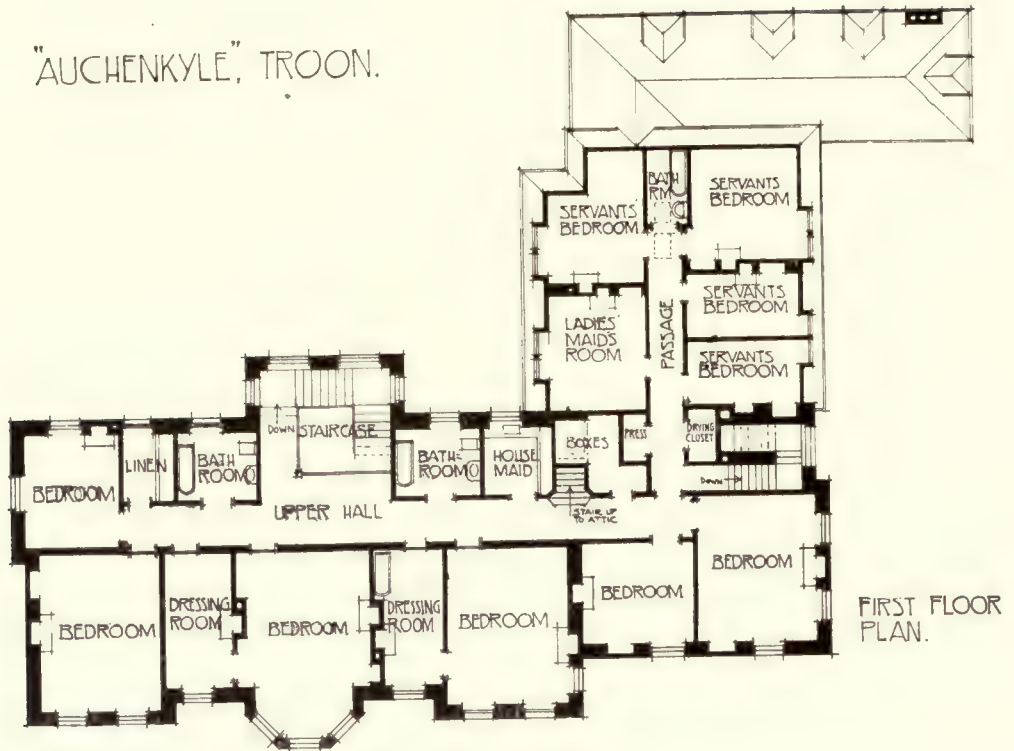 "AUCHENKYLE", TROON.
BATH
RM
SERVANTS
BEDROOM
SERVANTS
BEDROOM
SERVANTS
BEDROOM
LADIES'
MAID'S
ROOM
PASSAGE
SERVANTS
BEDROOM
DOWN
STAIRCASE
BOXES
PRESS
DRYING
CLOSET
BEDROOM
LINEN
BATH
ROOM
BATH-
ROOM
HOUSE
MAID
DOWN
UPPER HALL
STAIR UP
TO ATTIC
BEDROOM
DRESSING
ROOM
BEDROOM
DRESSING
ROOM
BEDROOM
BEDROOM
BEDROOM
FIRST FLOOR
PLAN.